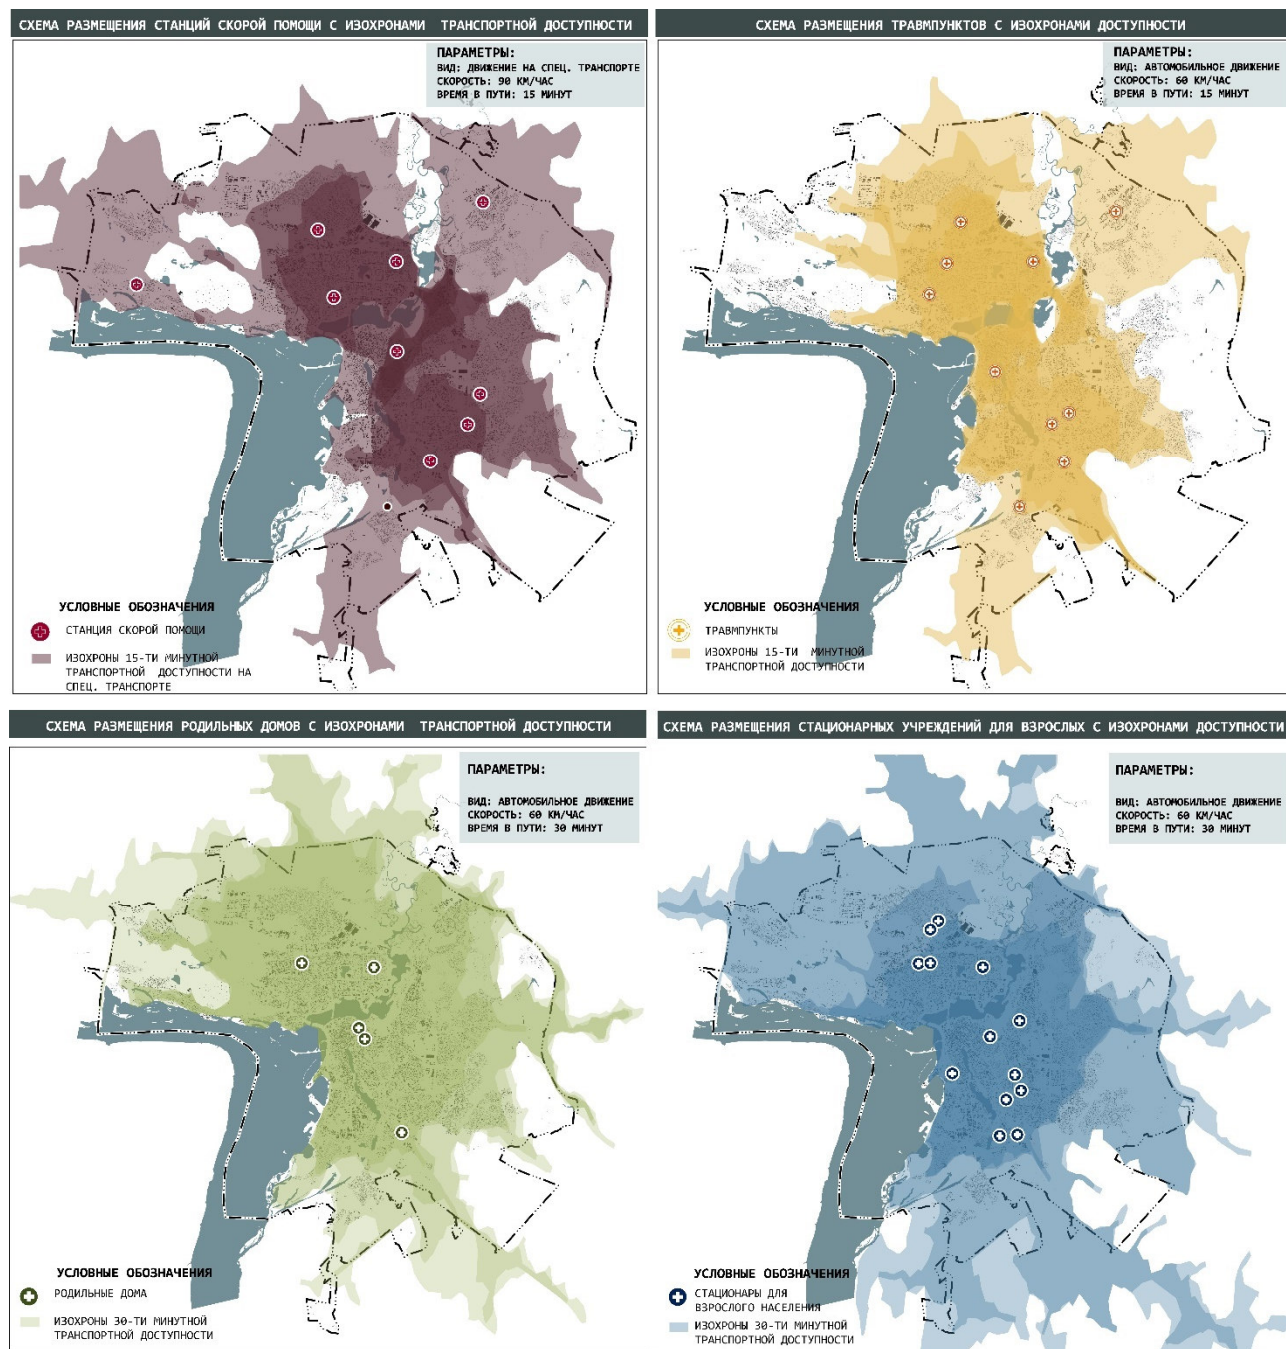 СХЕМА РАЗМЕЩЕНИЯ СТАНЦИЙ СКОРОЙ ПОМОЩИ С ИЗОХРОНАМИ ТРАНСПОРТНОЙ ДОСТУПНОСТИ
ПАРАМЕТРЫ:
ВИД: ДВИЖЕНИЕ НА СПЕЦ. ТРАНСПОРТЕ
СКОРОСТЬ: 90 КМ/ЧАС
ВРЕМЯ В ПУТИ: 15 МИНУТ
УСЛОВНЫЕ ОБОЗНАЧЕНИЯ
СТАНЦИЯ СКОРОЙ ПОМОЩИ
ИЗОХРОНЫ 15-ТИ МИНУТНОЙ
ТРАНСПОРТНОЙ ДОСТУПНОСТИ НА
СПЕЦ. ТРАНСПОРТЕ
СХЕМА РАЗМЕЩЕНИЯ ТРАВМПУНКТОВ С ИЗОХРОНАМИ ДОСТУПНОСТИ
ПАРАМЕТРЫ:
ВИД: АВТОМОБИЛЬНОЕ ДВИЖЕНИЕ
СКОРОСТЬ: 60 КМ/ЧАС
ВРЕМЯ В ПУТИ: 15 МИНУТ
УСЛОВНЫЕ ОБОЗНАЧЕНИЯ
ТРАВМПУНКТЫ
ИЗОХРОНЫ 15-ТИ МИНУТНОЙ
ТРАНСПОРТНОЙ ДОСТУПНОСТИ
СХЕМА РАЗМЕЩЕНИЯ РОДИЛЬНЫХ ДОМОВ С ИЗОХРОНАМИ ТРАНСПОРТНОЙ ДОСТУПНОСТИ
ПАРАМЕТРЫ:
ВИД: АВТОМОБИЛЬНОЕ ДВИЖЕНИЕ
СКОРОСТЬ: 60 КМ/ЧАС
ВРЕМЯ В ПУТИ: 30 МИНУТ
УСЛОВНЫЕ ОБОЗНАЧЕНИЯ
РОДИЛЬНЫЕ ДОМА
ИЗОХРОНЫ 30-ТИ МИНУТНОЙ
ТРАНСПОРТНОЙ ДОСТУПНОСТИ
СХЕМА РАЗМЕЩЕНИЯ СТАЦИОНАРНЫХ УЧРЕЖДЕНИЙ ДЛЯ ВЗРОСЛЫХ С ИЗОХРОНАМИ ДОСТУПНОСТИ
ПАРАМЕТРЫ:
ВИД: АВТОМОБИЛЬНОЕ ДВИЖЕНИЕ
СКОРОСТЬ: 60 КМ/ЧАС
ВРЕМЯ В ПУТИ: 30 МИНУТ
УСЛОВНЫЕ ОБОЗНАЧЕНИЯ
СТАЦИОНАРЫ ДЛЯ
ВЗРОСЛОГО НАСЕЛЕНИЯ
ИЗОХРОНЫ 30-ТИ МИНУТНОЙ
ТРАНСПОРТНОЙ ДОСТУПНОСТИ